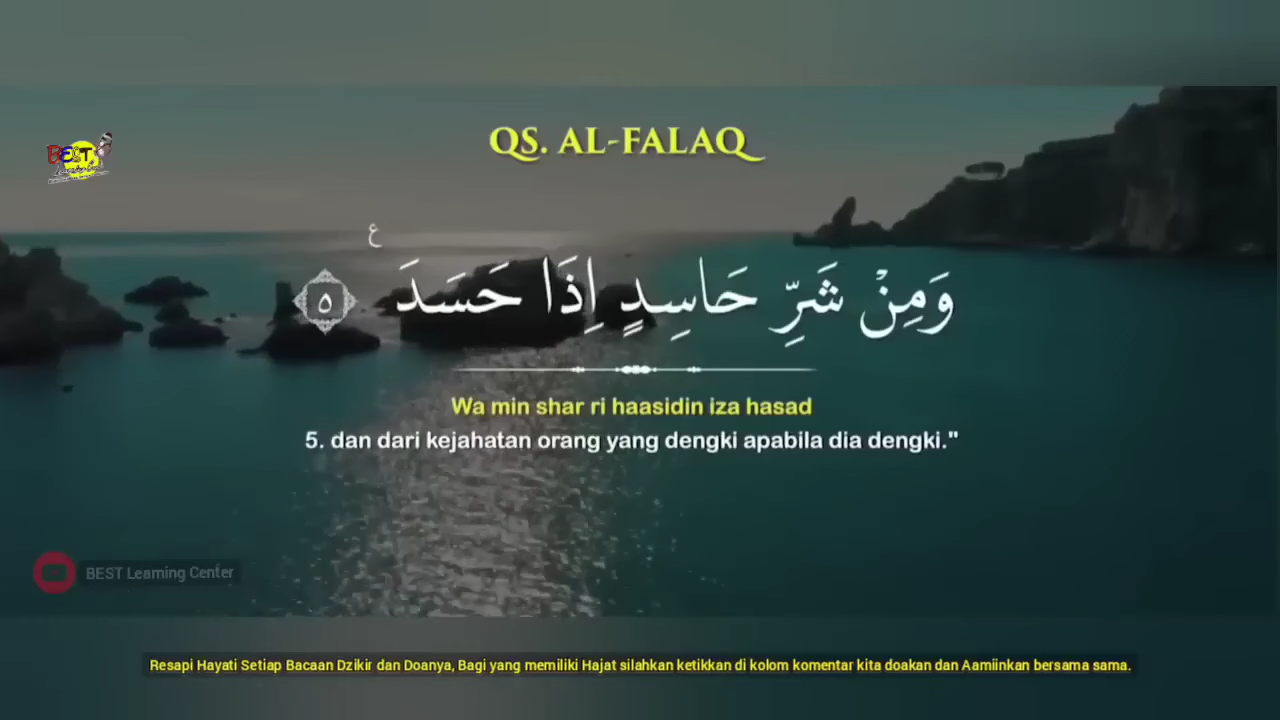 BEST
QS. AL-FALAQ
ع
وَمِنْ شَرِّ حَاسِدٍ اِذَا حَسَدَ ٥
Wa min shar ri haasidin iza hasad
5. dan dari kejahatan orang yang dengki apabila dia dengki."
BEST Learning Center
Resapi Hayati Setiap Bacaan Dzikir dan Doanya, Bagi yang memiliki Hajat silahkan ketikkan di kolom komentar kita doakan dan Aamiinkan bersama sama.